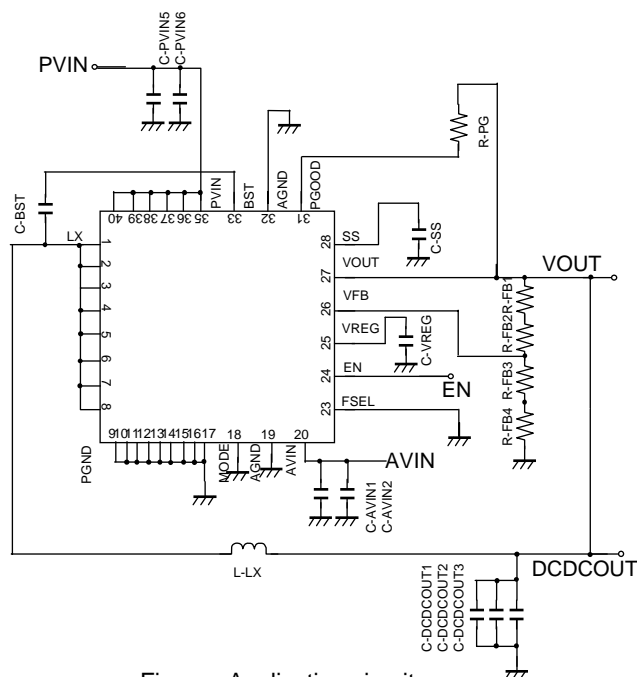 C-PVIN5
C-PVIN6
PVIN
R-PG
C-BST
PVIN
BST
AGND
PGOOD
40 39 38 37 36 35 33 32 31
LX
1
2
3
4
5
6
7
8
28 SS
C-SS
27 VOUT
VOUT
26 VFB
25 VREG
C-VREG
24 EN
EN
23 FSEL
R-FB1
R-FB2
R-FB3
R-FB4
9 10 11 12 13 14 15 16 17 18 19 20
PGND
MODE
AGND
AVIN
AVIN
C-AVIN1
C-AVIN2
L-LX
DCDCOUT
C-DCDCOUT1
C-DCDCOUT2
C-DCDCOUT3